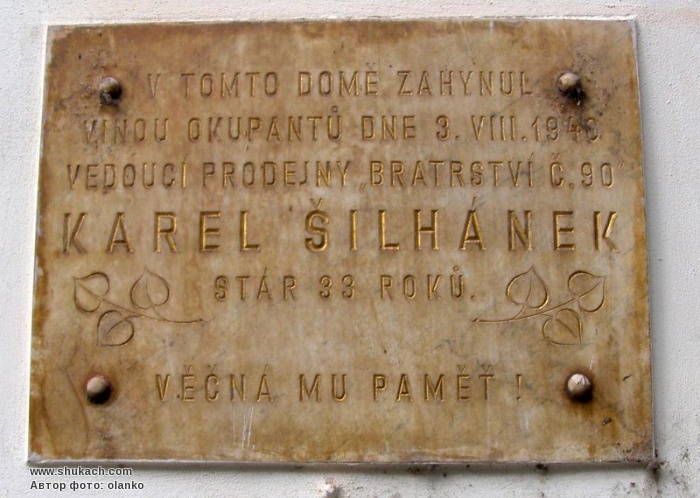 V TOMTO DOMĚ ZAHYNUL
VINOU OKUPANTŮ DNE 3. VIII. 1940
VEDOUCÍ PRODEJNY „BRATRSTVÍ Č. 90”
KAREL ŠILHÁNEK
STÁR 33 ROKŮ.
VĚČNÁ MU PAMĚŤ !
www.shukach.com
Автор фото: olanko